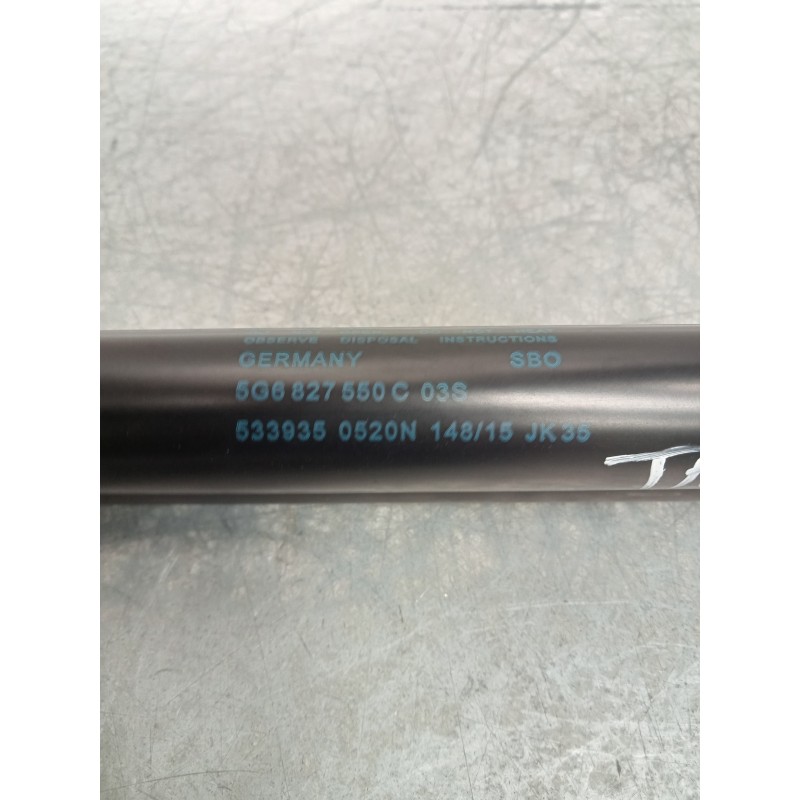 OBSERVE DISPOSAL INSTRUCTIONS
GERMANY SBO
5G6 827 550 C 03S
533935 0520N 148/15 JK35